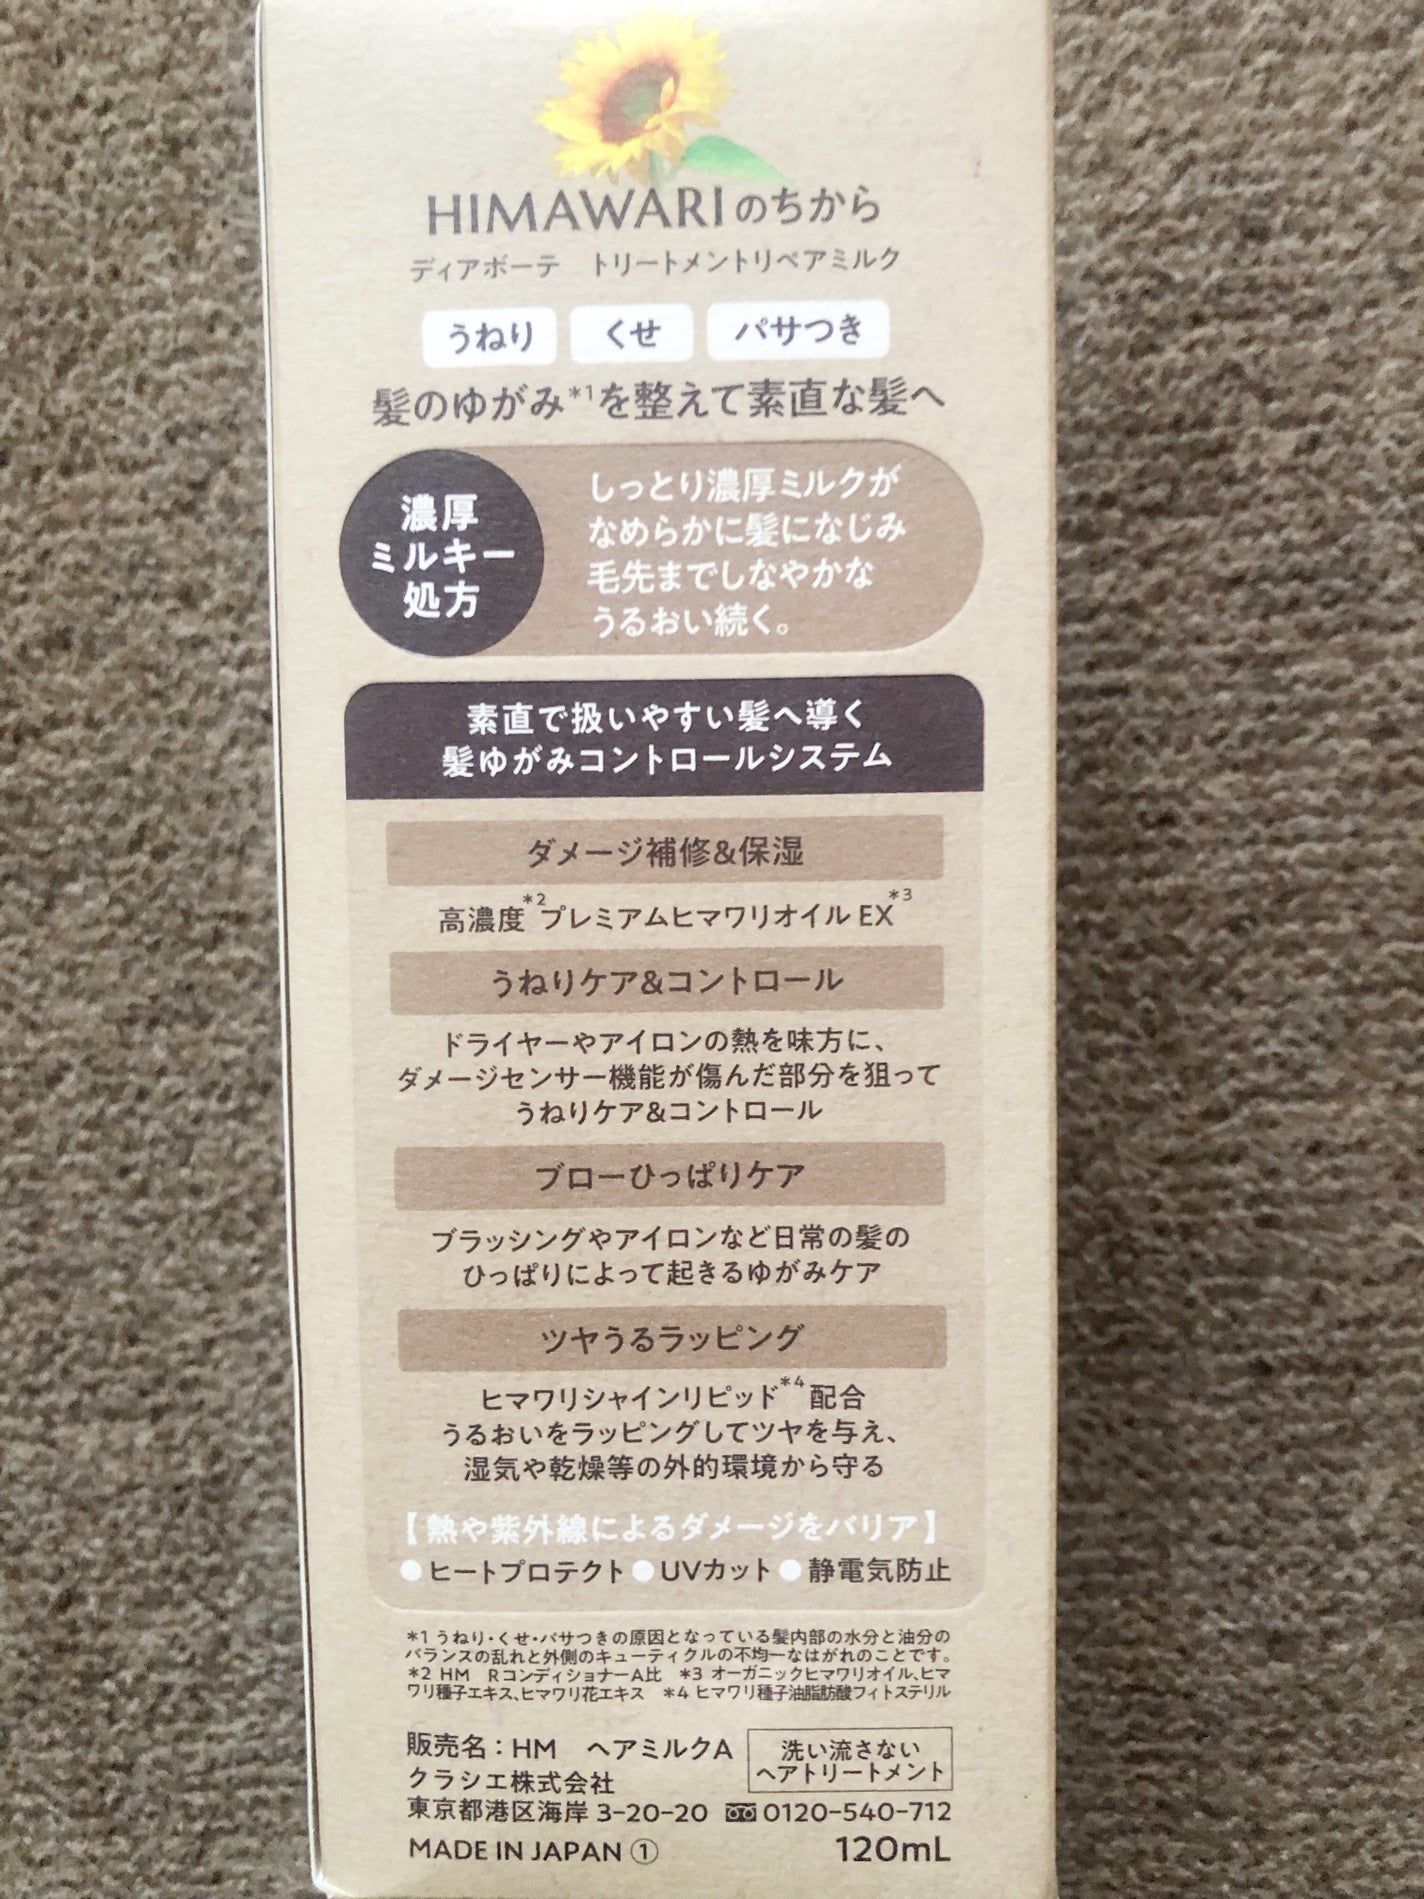 HIMAWARIのちから
ディアボーテ　トリートメントリペアミルク
うねり くせ パサつき
髪のゆがみ*1を整えて素直な髪へ
濃厚
ミルキー
処方
しっとり濃厚ミルクが
なめらかに髪になじみ
毛先までしなやかな
うるおい続く。
素直で扱いやすい髪へ導く
髪ゆがみコントロールシステム
ダメージ補修&保湿
高濃度*2プレミアムヒマワリオイル EX*3
うねりケア&コントロール
ドライヤーやアイロンの熱を味方に、
ダメージセンサー機能が傷んだ部分を狙って
うねりケア&コントロール
ブローひっぱりケア
ブラッシングやアイロンなど日常の髪の
ひっぱりによって起きるゆがみケア
ツヤうるラッピング
ヒマワリシャインリピッド*4配合
うるおいをラッピングしてツヤを与え、
湿気や乾燥等の外的環境から守る
【熱や紫外線によるダメージをバリア】
●ヒートプロテクト●UVカット●静電気防止
*1 うねり・くせ・パサつきの原因となっている髪内部の水分と油分の
バランスの乱れと外側のキューティクルの不均一なはがれのことです。
*2 HM　RコンディショナーA比　*3 オーガニックヒマワリオイル、ヒマ
ワリ種子エキス、ヒマワリ花エキス　*4 ヒマワリ種子油脂肪酸フィトステリル
販売名：HM　ヘアミルクA
洗い流さない
ヘアトリートメント
クラシエ株式会社
東京都港区海岸 3-20-20 0120-540-712
MADE IN JAPAN ① 120mL